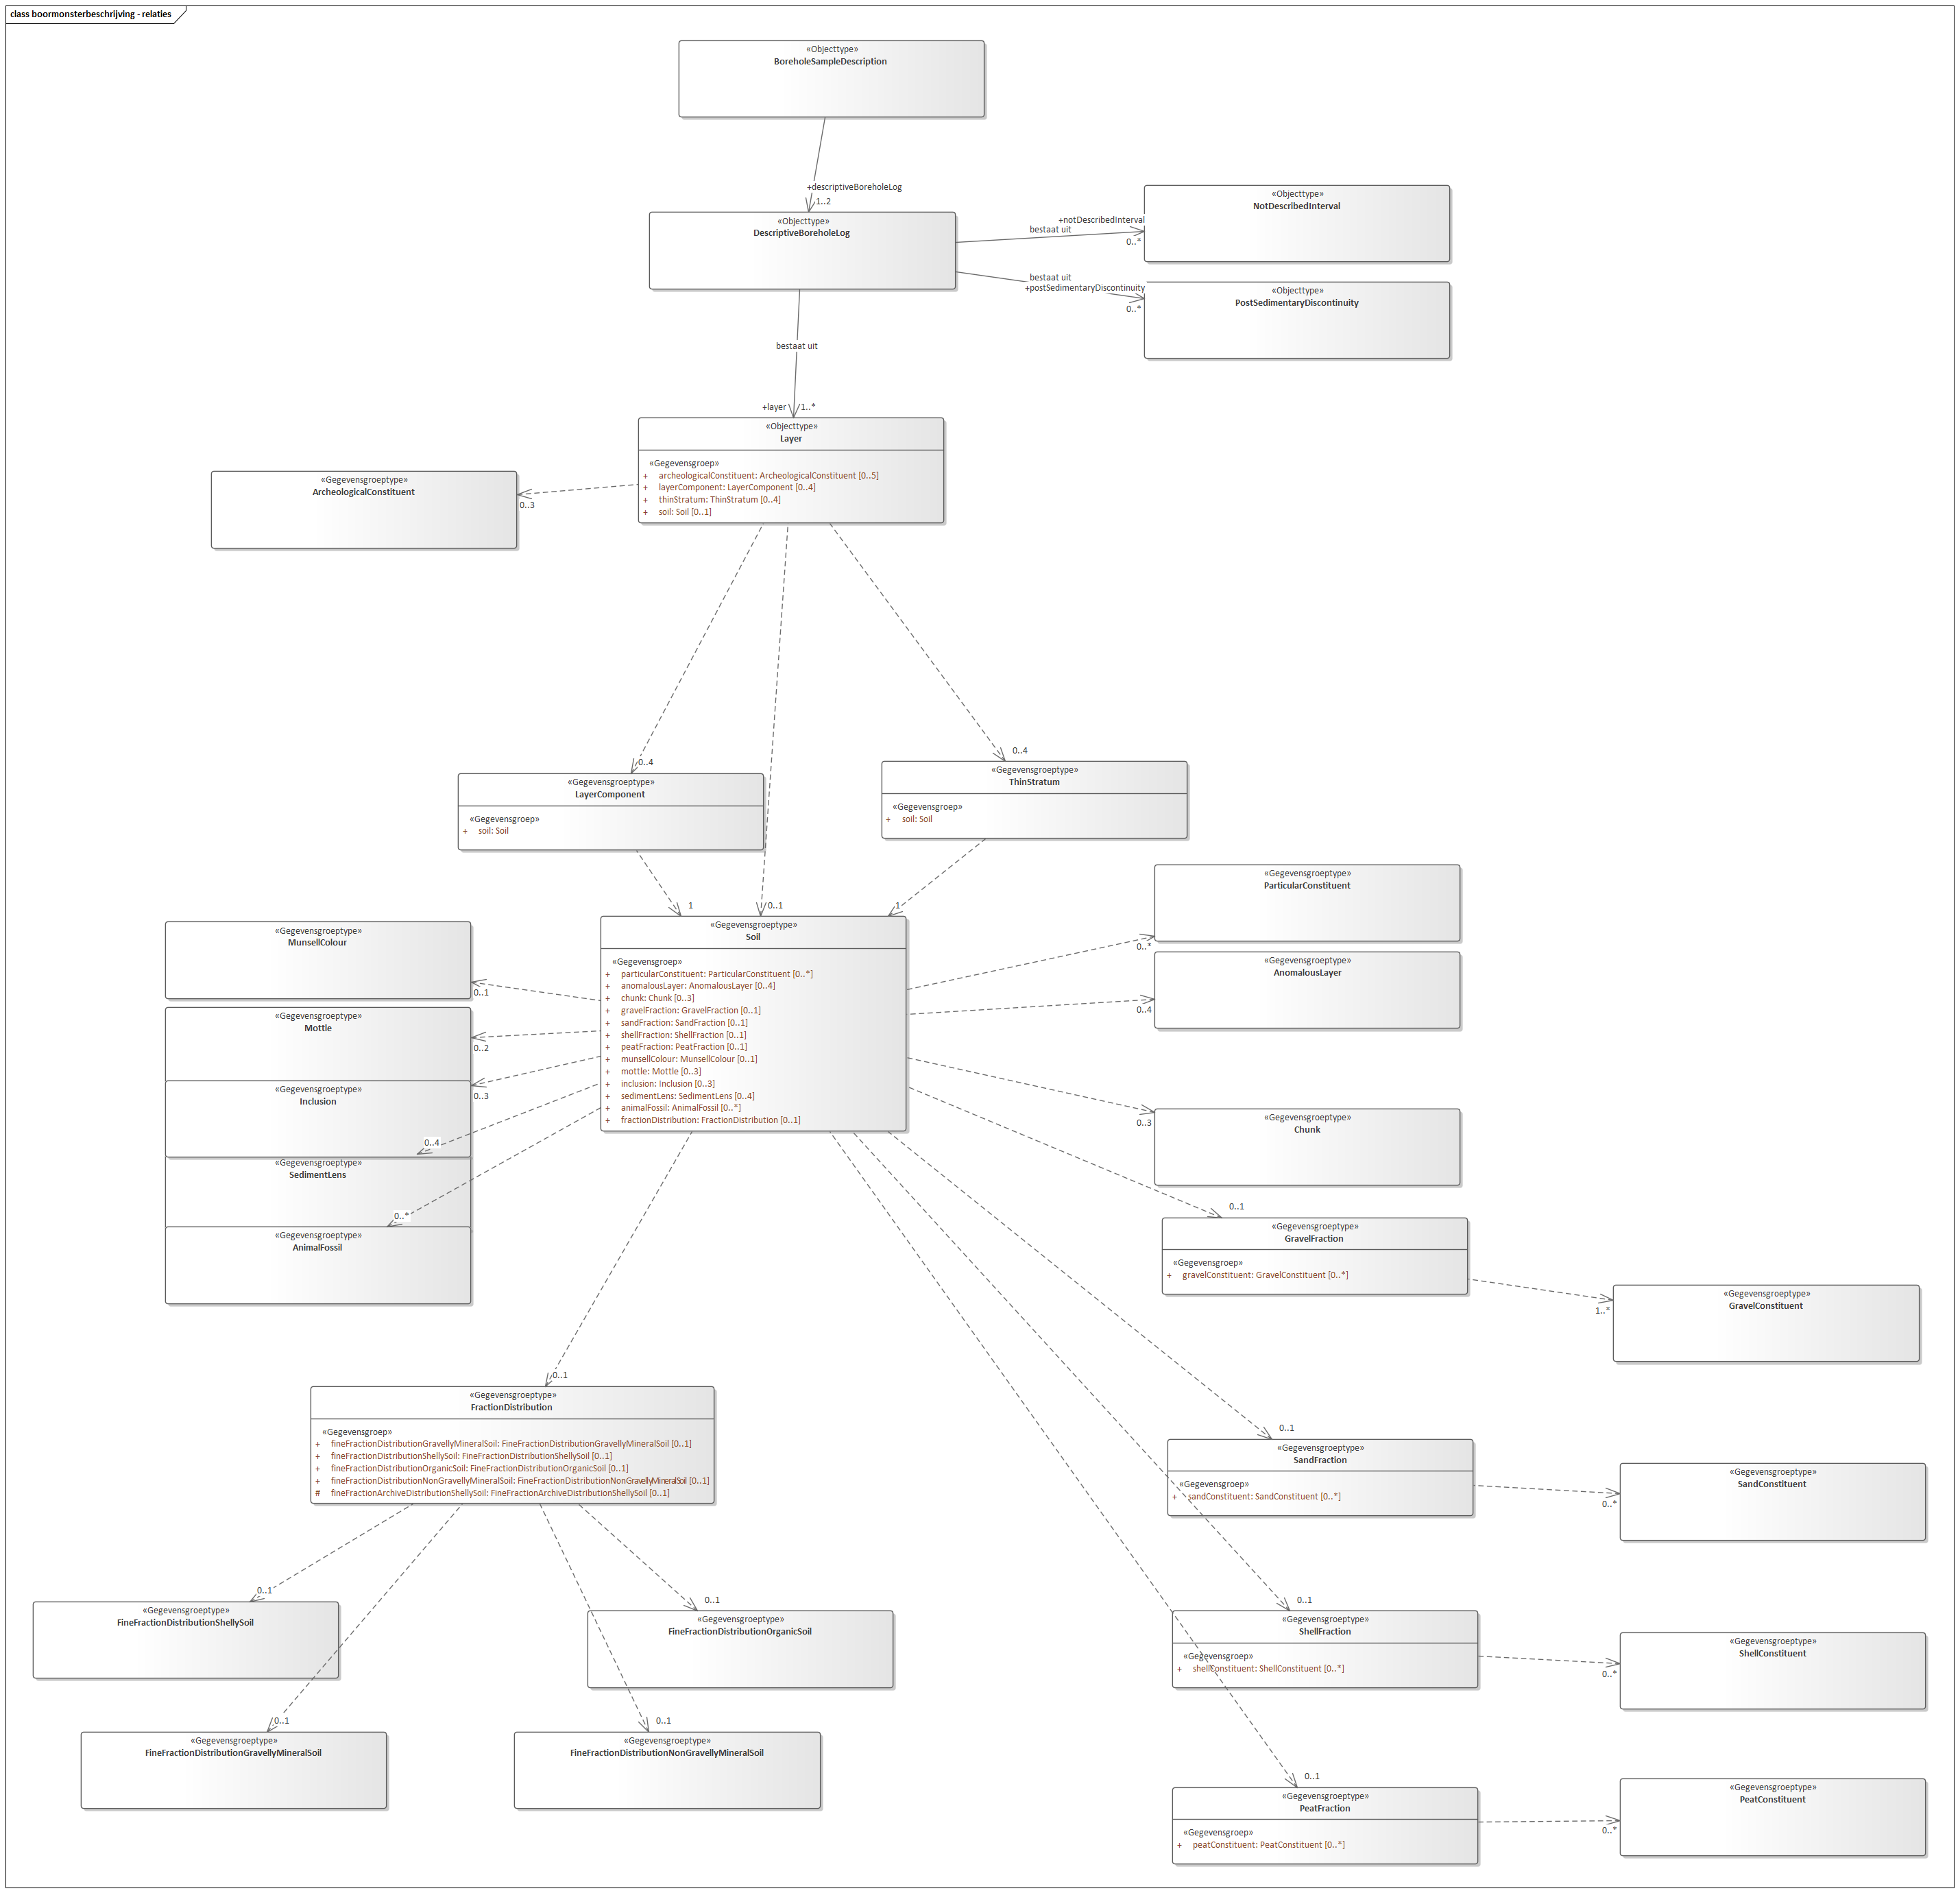 class boormonsterbeschrijving - relaties
«Objecttype»
BoreholeSampleDescription
+descriptiveBoreholeLog
1..2
«Objecttype»
DescriptiveBoreholeLog
+notDescribedInterval
bestaat uit
0..*
«Objecttype»
NotDescribedInterval
bestaat uit
+postSedimentaryDiscontinuity
0..*
«Objecttype»
PostSedimentaryDiscontinuity
bestaat uit
+layer
1..*
«Objecttype»
Layer
«Gegevensgroep»
+ archeologicalConstituent: ArcheologicalConstituent [0..5]
+ layerComponent: LayerComponent [0..4]
+ thinStratum: ThinStratum [0..4]
+ soil: Soil [0..1]
«Gegevensgroeptype»
ArcheologicalConstituent
0..3
0..4
0..4
«Gegevensgroeptype»
LayerComponent
«Gegevensgroep»
+ soil: Soil
«Gegevensgroeptype»
ThinStratum
«Gegevensgroep»
+ soil: Soil
1
0..1
1
«Gegevensgroeptype»
Soil
«Gegevensgroep»
+ particularConstituent: ParticularConstituent [0..*]
+ anomalousLayer: AnomalousLayer [0..4]
+ chunk: Chunk [0..3]
+ gravelFraction: GravelFraction [0..1]
+ sandFraction: SandFraction [0..1]
+ shellFraction: ShellFraction [0..1]
+ peatFraction: PeatFraction [0..1]
+ munsellColour: MunsellColour [0..1]
+ mottle: Mottle [0..3]
+ inclusion: Inclusion [0..3]
+ sedimentLens: SedimentLens [0..4]
+ animalFossil: AnimalFossil [0..*]
+ fractionDistribution: FractionDistribution [0..1]
«Gegevensgroeptype»
MunsellColour
0..1
«Gegevensgroeptype»
Mottle
0..2
«Gegevensgroeptype»
Inclusion
0..3
0..4
«Gegevensgroeptype»
SedimentLens
0..*
«Gegevensgroeptype»
AnimalFossil
«Gegevensgroeptype»
ParticularConstituent
0..*
«Gegevensgroeptype»
AnomalousLayer
0..4
«Gegevensgroeptype»
Chunk
0..3
0..1
«Gegevensgroeptype»
GravelFraction
«Gegevensgroep»
+ gravelConstituent: GravelConstituent [0..*]
1..*
«Gegevensgroeptype»
GravelConstituent
0..1
«Gegevensgroeptype»
FractionDistribution
«Gegevensgroep»
+ fineFractionDistributionGravellyMineralSoil: FineFractionDistributionGravellyMineralSoil [0..1]
+ fineFractionDistributionShellySoil: FineFractionDistributionShellySoil [0..1]
+ fineFractionDistributionOrganicSoil: FineFractionDistributionOrganicSoil [0..1]
+ fineFractionDistributionNonGravellyMineralSoil: FineFractionDistributionNonGravellyMineralSoil [0..1]
# fineFractionArchiveDistributionShellySoil: FineFractionArchiveDistributionShellySoil [0..1]
0..1
«Gegevensgroeptype»
SandFraction
«Gegevensgroep»
+ sandConstituent: SandConstituent [0..*]
0..*
«Gegevensgroeptype»
SandConstituent
0..1
«Gegevensgroeptype»
FineFractionDistributionShellySoil
0..1
«Gegevensgroeptype»
FineFractionDistributionOrganicSoil
0..1
«Gegevensgroeptype»
ShellFraction
«Gegevensgroep»
+ shellConstituent: ShellConstituent [0..*]
0..*
«Gegevensgroeptype»
ShellConstituent
0..1
«Gegevensgroeptype»
FineFractionDistributionGravellyMineralSoil
0..1
«Gegevensgroeptype»
FineFractionDistributionNonGravellyMineralSoil
0..1
«Gegevensgroeptype»
PeatFraction
«Gegevensgroep»
+ peatConstituent: PeatConstituent [0..*]
0..*
«Gegevensgroeptype»
PeatConstituent